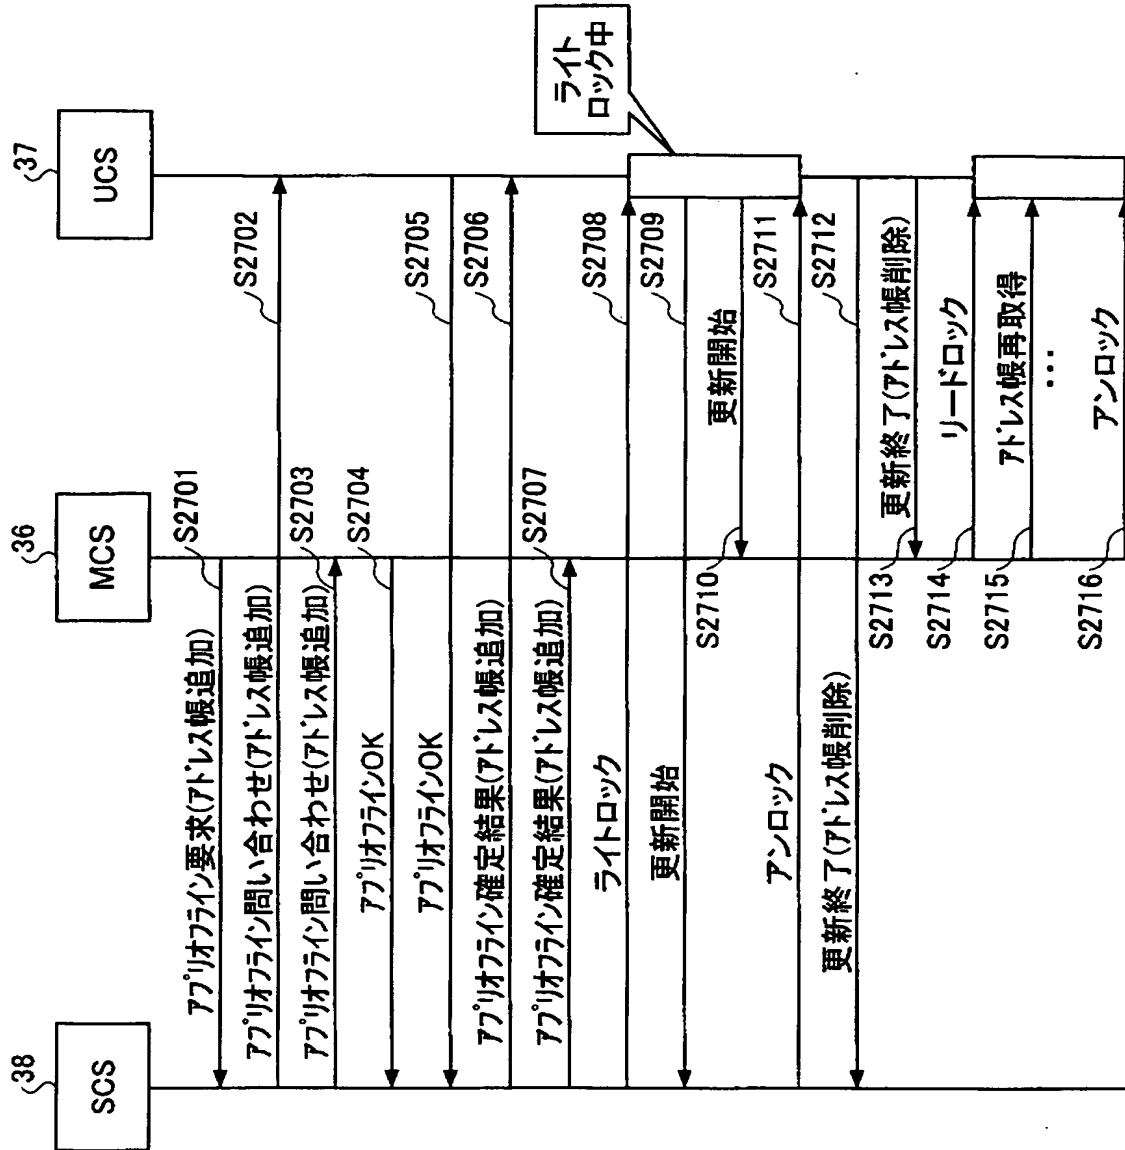 38
SCS
36
MCS
37
UCS
アプリオフライン要求(アドレス帳追加)
S2701
アプリオフライン問い合わせ(アドレス帳追加)
S2702
アプリオフライン問い合わせ(アドレス帳追加)
S2703
アプリオフラインOK
S2704
アプリオフラインOK
S2705
アプリオフライン確定結果(アドレス帳追加)
S2706
アプリオフライン確定結果(アドレス帳追加)
S2707
ライトロック
S2708
ライト
ロック中
更新開始
S2709
S2710
更新開始
アンロック
S2711
更新終了(アドレス帳削除)
S2712
S2713
更新終了(アドレス帳削除)
S2714
リードロック
S2715
アドレス帳再取得
•••
S2716
アンロック